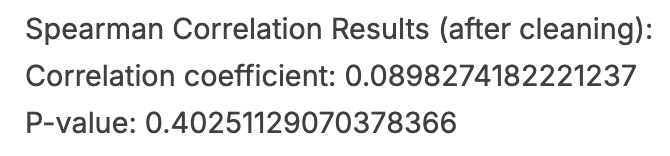 Spearman Correlation Results (after cleaning):
Correlation coefficient: 0.0898274182221237
P-value: 0.40251129070378366